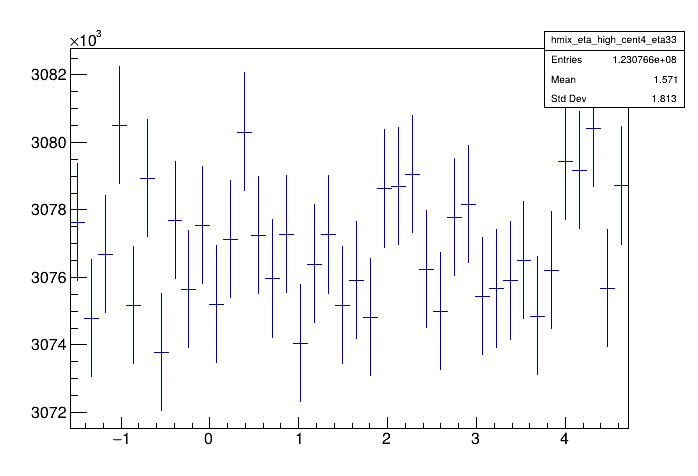 ×10³
hmix_eta_high_cent4_eta33
Entries 1.230766e+08
Mean 1.571
Std Dev 1.813
3082
3080
3078
3076
3074
3072
−1 0 1 2 3 4